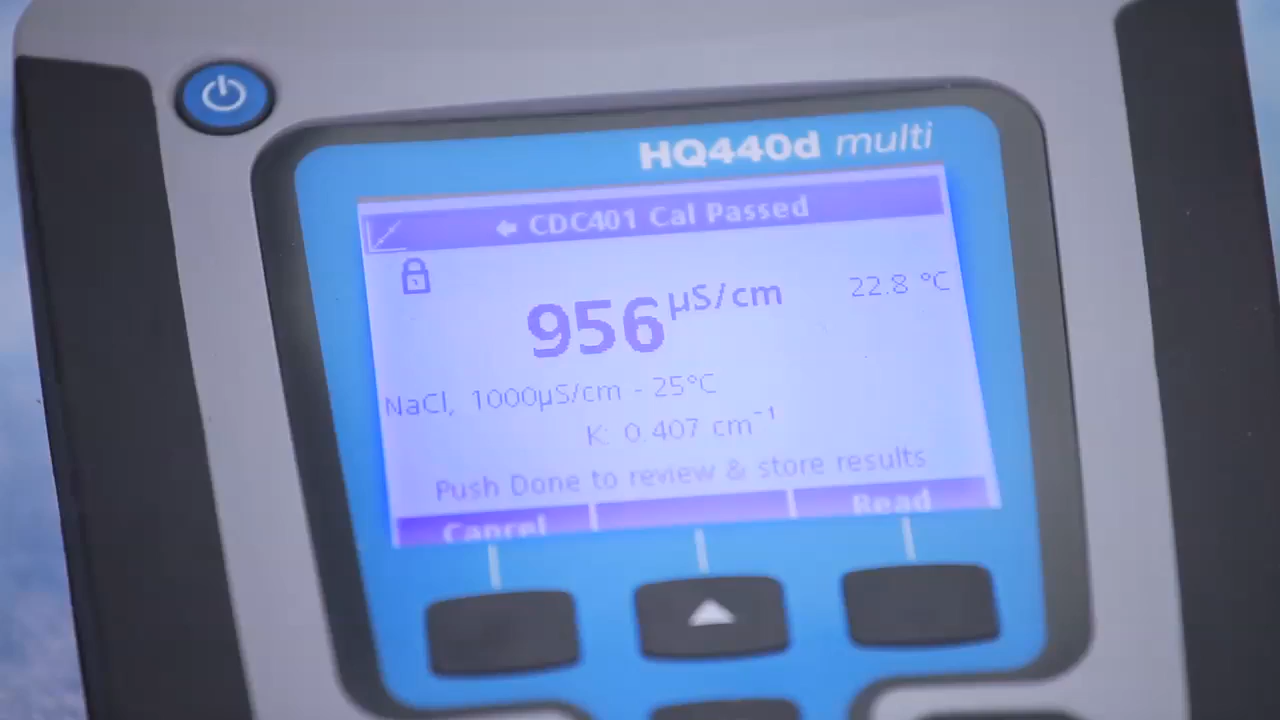 HQ440d multi
CDC401 Cal Passed
956 µS/cm 22.8 °C
NaCl, 1000µS/cm - 25°C
K: 0.407 cm⁻¹
Push Done to review & store results
Cancel Read